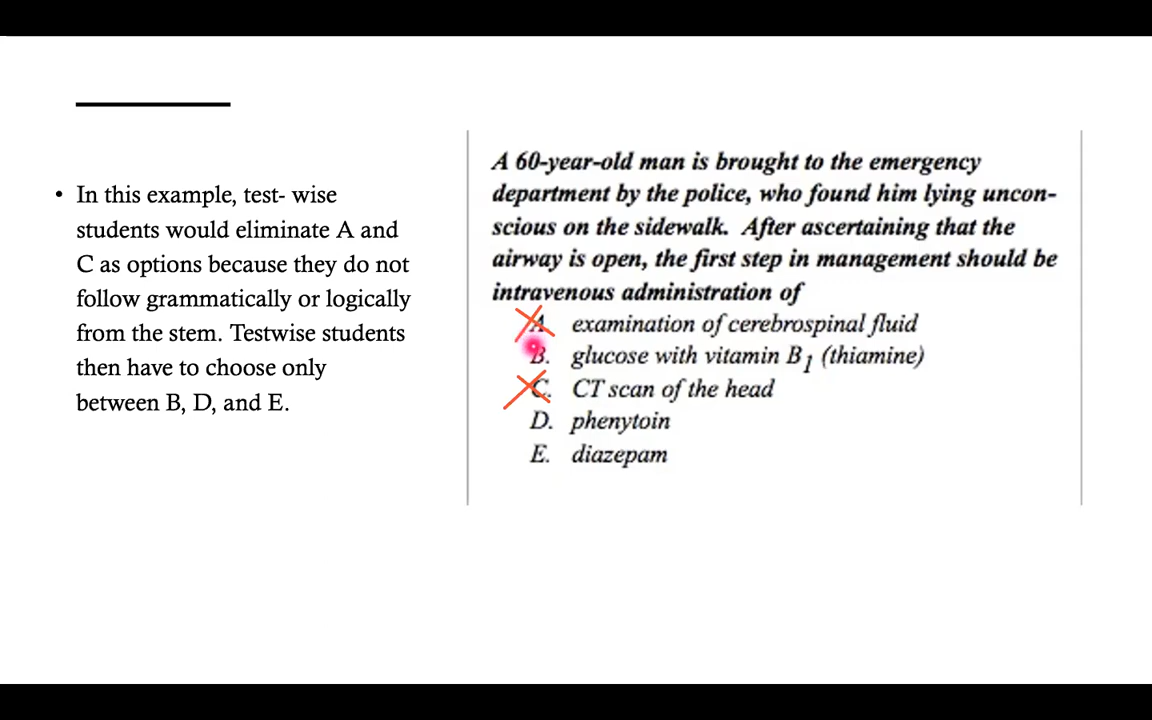 • In this example, test- wise
students would eliminate A and
C as options because they do not
follow grammatically or logically
from the stem. Testwise students
then have to choose only
between B, D, and E.
A 60-year-old man is brought to the emergency
department by the police, who found him lying uncon-
scious on the sidewalk. After ascertaining that the
airway is open, the first step in management should be
intravenous administration of
A. examination of cerebrospinal fluid
B. glucose with vitamin B1 (thiamine)
C. CT scan of the head
D. phenytoin
E. diazepam